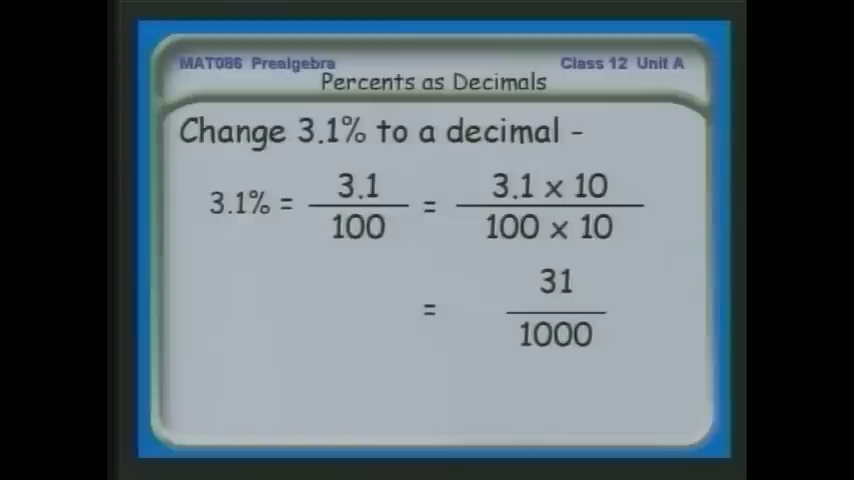 MAT086 Prealgebra Class 12 Unit A
Percents as Decimals
Change 3.1% to a decimal -
3.1% = 3.1 / 100 = 3.1 x 10 / 100 x 10
= 31 / 1000